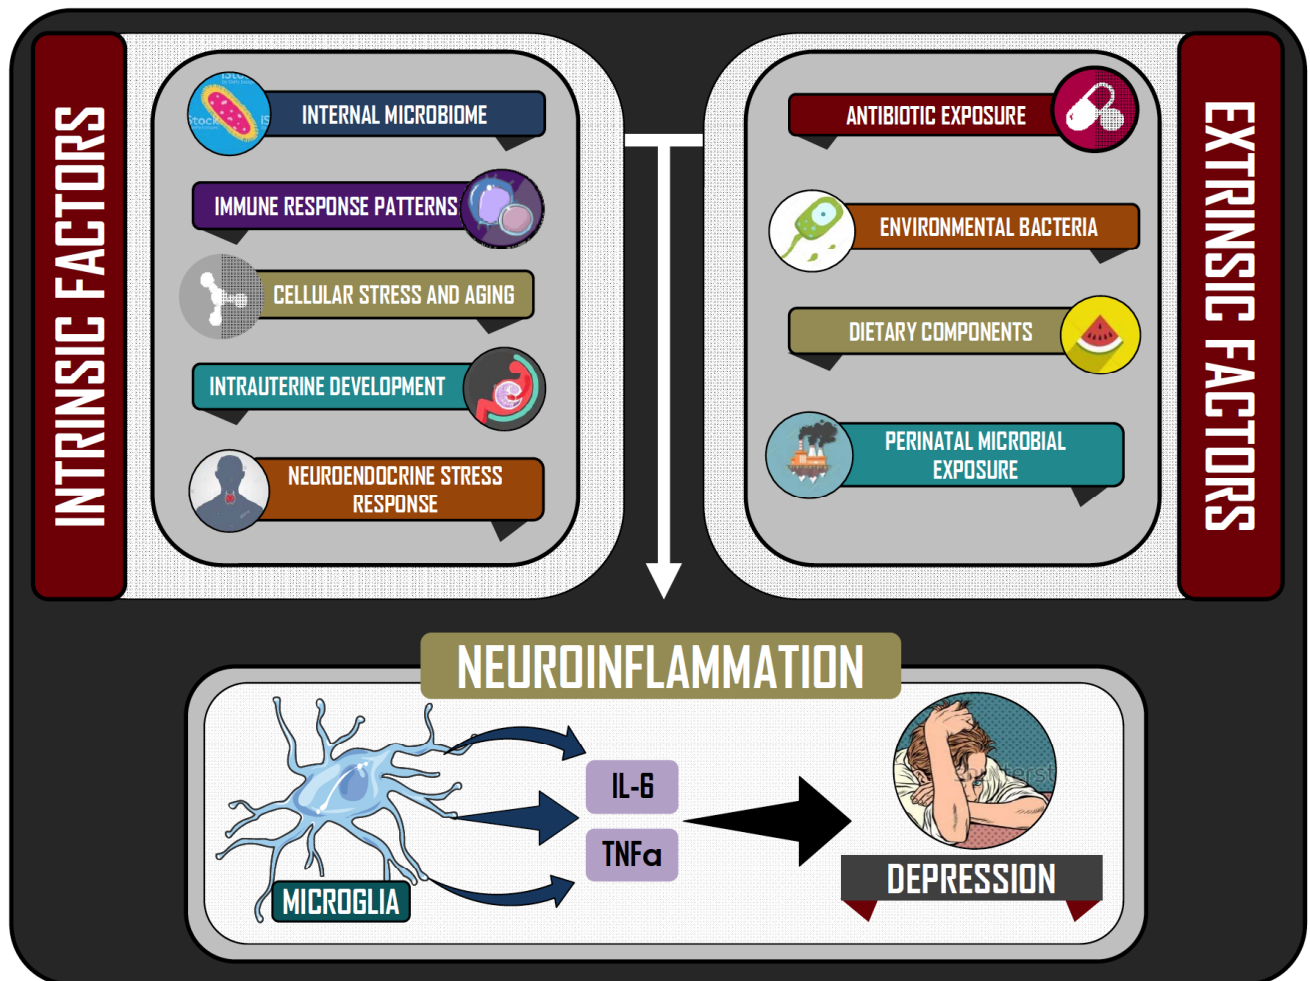 INTRINSIC FACTORS
INTERNAL MICROBIOME
IMMUNE RESPONSE PATTERNS
CELLULAR STRESS AND AGING
INTRAUTERINE DEVELOPMENT
NEUROENDOCRINE STRESS
RESPONSE
EXTRINSIC FACTORS
ANTIBIOTIC EXPOSURE
ENVIRONMENTAL BACTERIA
DIETARY COMPONENTS
PERINATAL MICROBIAL
EXPOSURE
NEUROINFLAMMATION
MICROGLIA
IL-6
TNFα
DEPRESSION